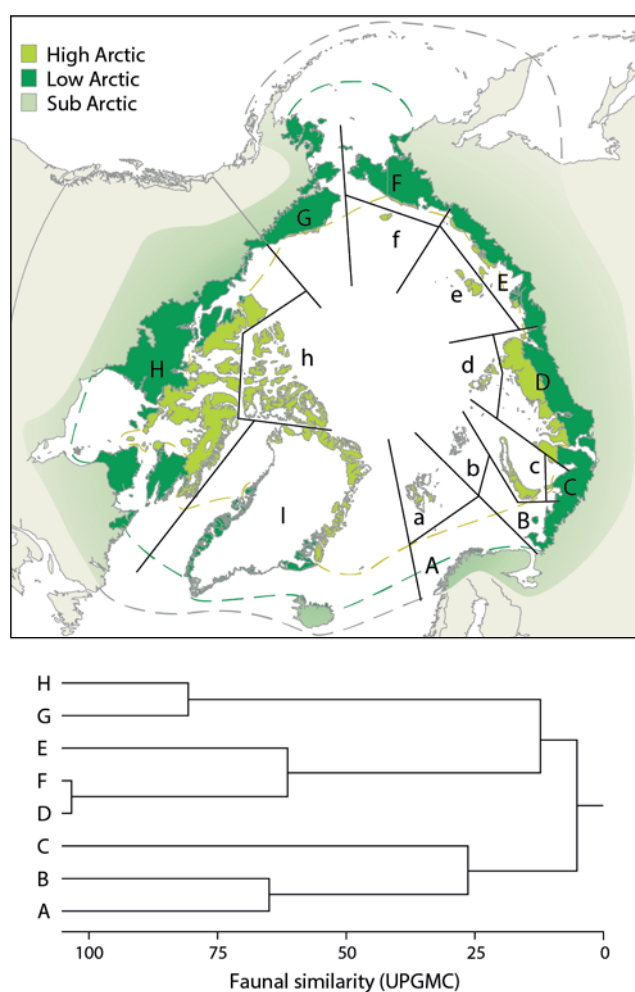 High Arctic
Low Arctic
Sub Arctic
F
G
f
E
e
H
h
d
D
b
c
C
a
B
I
A
H
G
E
F
D
C
B
A
100 75 50 25 0
Faunal similarity (UPGMC)